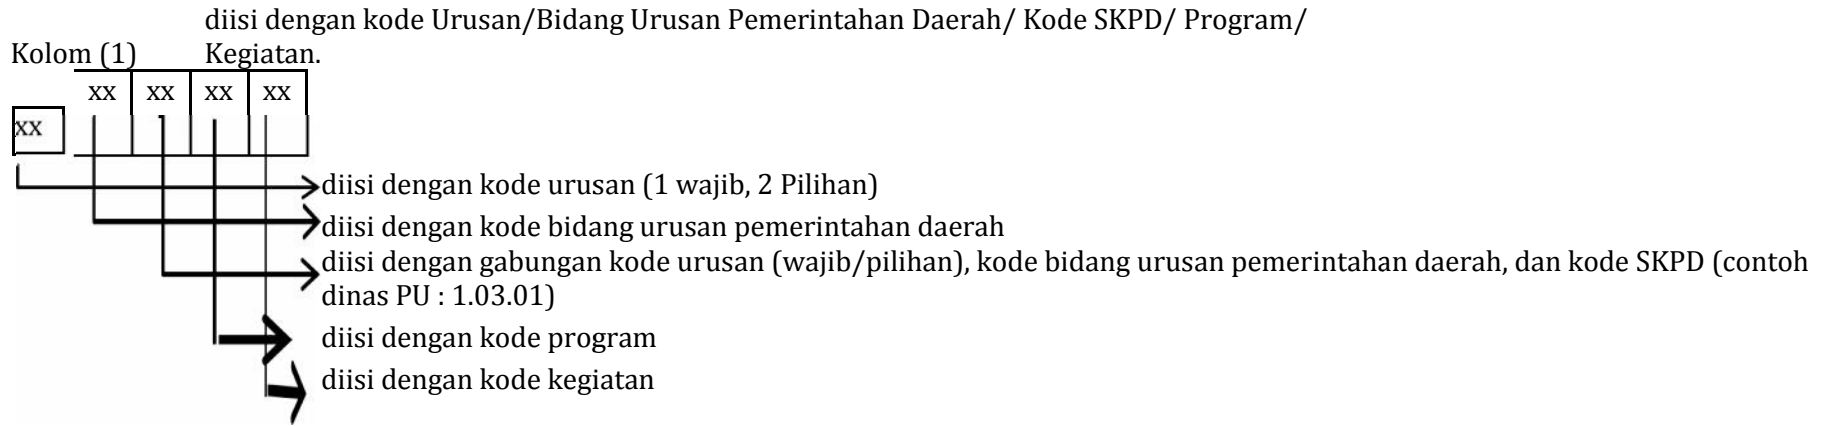 diisi dengan kode Urusan/Bidang Urusan Pemerintahan Daerah/ Kode SKPD/ Program/
Kolom (1) Kegiatan.
xx xx xx xx
xx
diisi dengan kode urusan (1 wajib, 2 Pilihan)
diisi dengan kode bidang urusan pemerintahan daerah
diisi dengan gabungan kode urusan (wajib/pilihan), kode bidang urusan pemerintahan daerah, dan kode SKPD (contoh
dinas PU : 1.03.01)
diisi dengan kode program
diisi dengan kode kegiatan